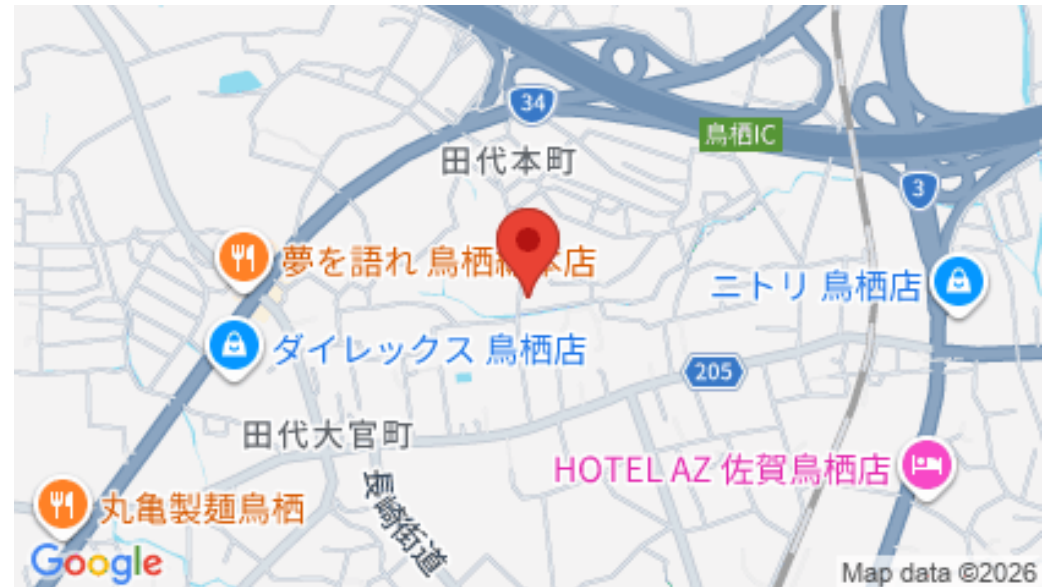 34
鳥栖IC
田代本町
3
夢を語れ 鳥栖総本店
ニトリ 鳥栖店
ダイレックス 鳥栖店
205
田代大官町
HOTEL AZ 佐賀鳥栖店
丸亀製麺鳥栖
長崎街道
Google
Map data ©2026